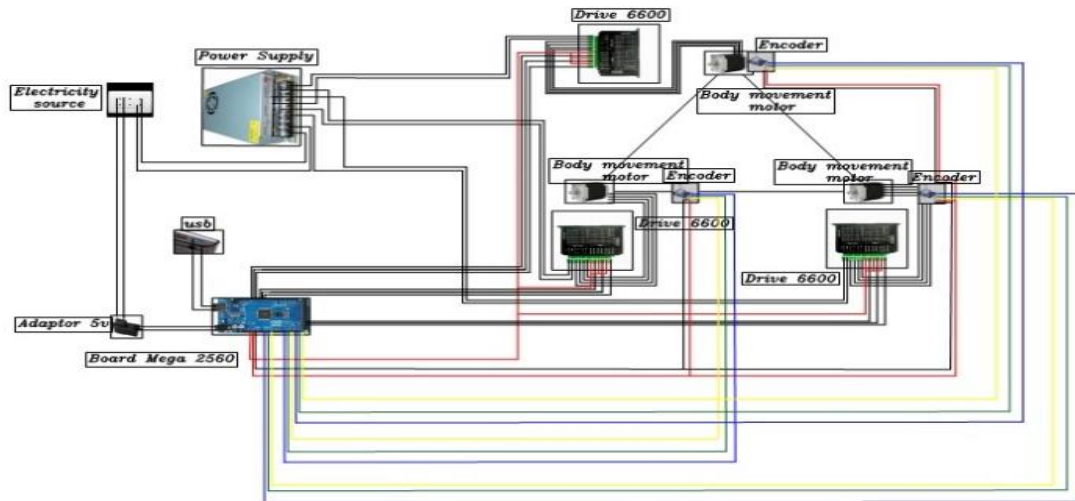 Drive 6600
Encoder
Power Supply
Electricity
source
Body movement
motor
Body movement
motor
Encoder
Body movement
motor
Encoder
usb
Drive 6600
Drive 6600
Adaptor 5v
Board Mega 2560